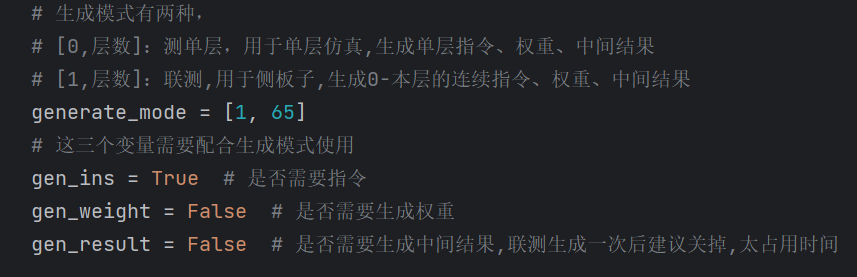 # 生成模式有两种，
# [0,层数]：测单层，用于单层仿真,生成单层指令、权重、中间结果
# [1,层数]：联测,用于侧板子,生成0-本层的连续指令、权重、中间结果
generate_mode = [1, 65]
# 这三个变量需要配合生成模式使用
gen_ins = True  # 是否需要指令
gen_weight = False  # 是否需要生成权重
gen_result = False  # 是否需要生成中间结果,联测生成一次后建议关掉,太占用时间